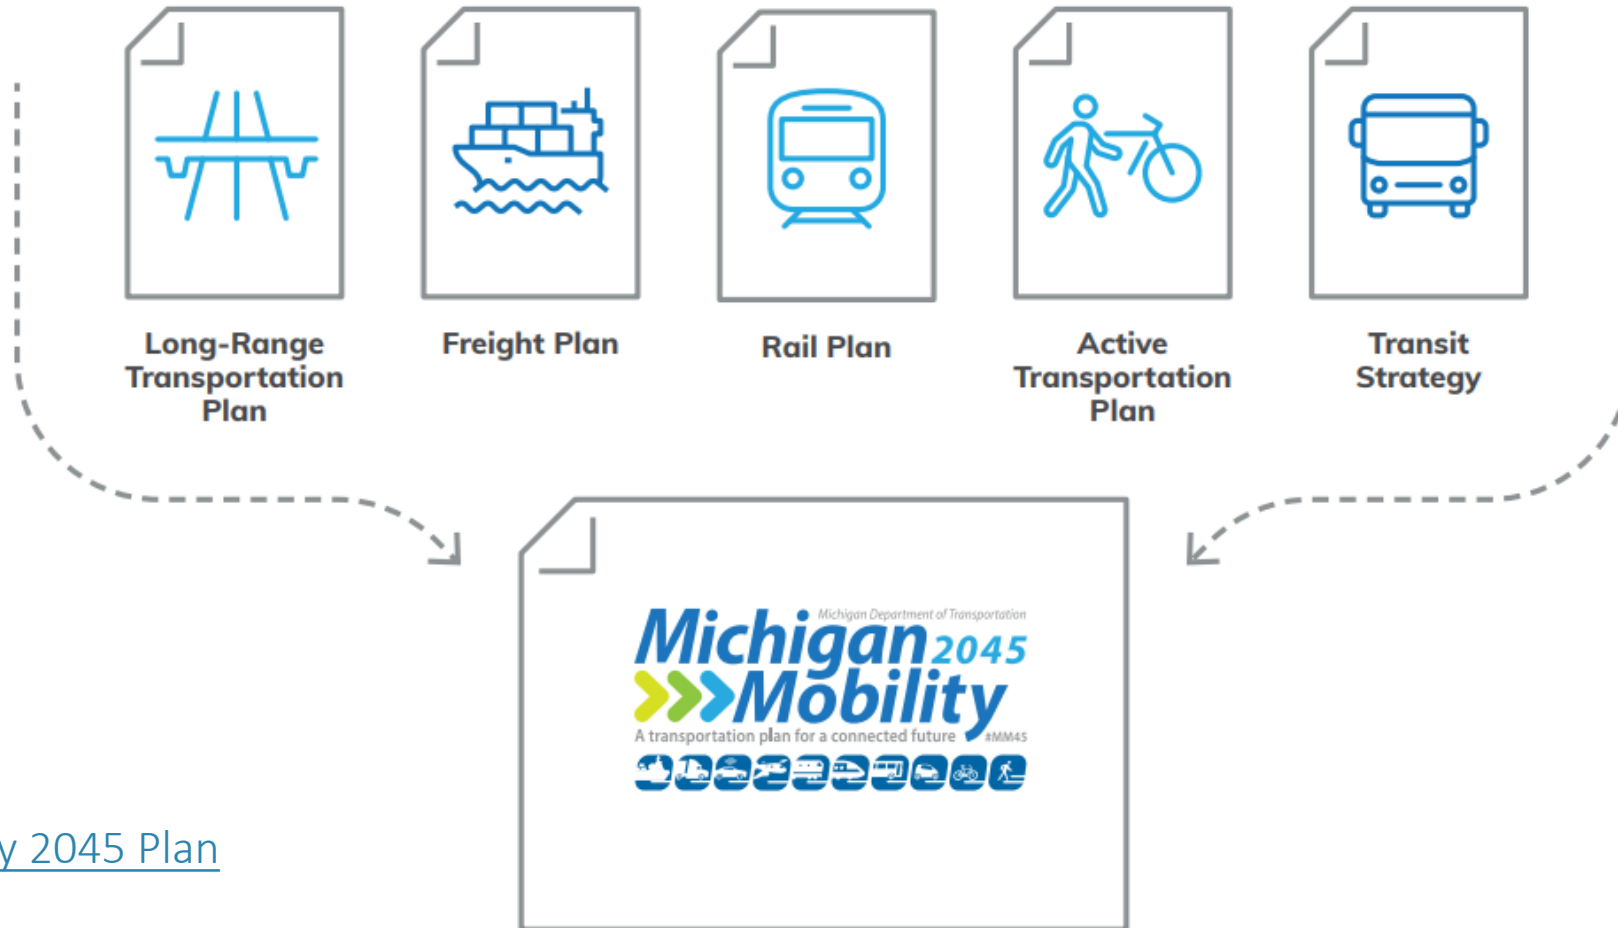 Long-Range
Transportation
Plan
Freight Plan
Rail Plan
Active
Transportation
Plan
Transit
Strategy
Michigan Department of Transportation
Michigan 2045
Mobility
A transportation plan for a connected future #MM45
y 2045 Plan